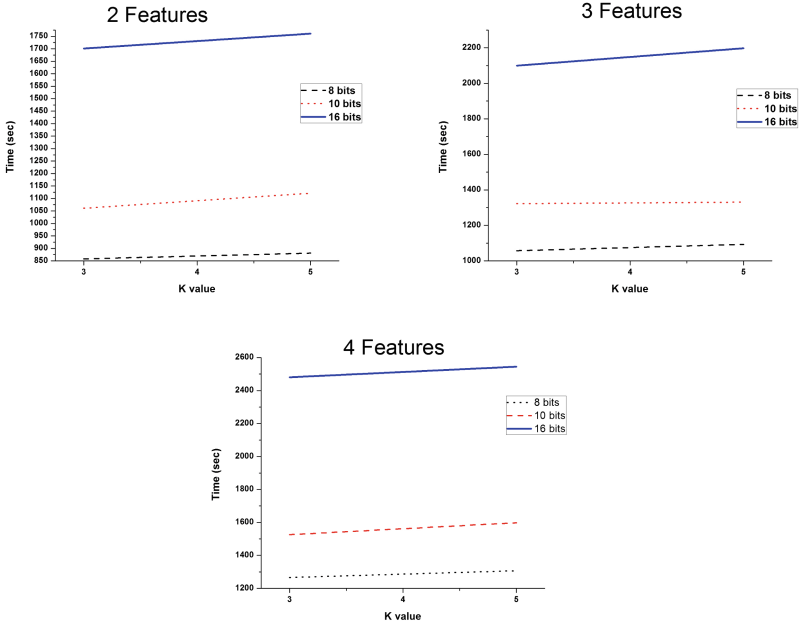 2 Features
1750
1700
1650
1600
1550
1500
1450
1400
1350
1300
1250
1200
1150
1100
1050
1000
950
900
850
Time (sec)
8 bits
10 bits
16 bits
3
4
5
K value
3 Features
2200
2000
1800
1600
1400
1200
1000
Time (sec)
8 bits
10 bits
16 bits
3
4
5
K value
4 Features
2600
2400
2200
2000
1800
1600
1400
1200
Time (sec)
8 bits
10 bits
16 bits
3
4
5
K value